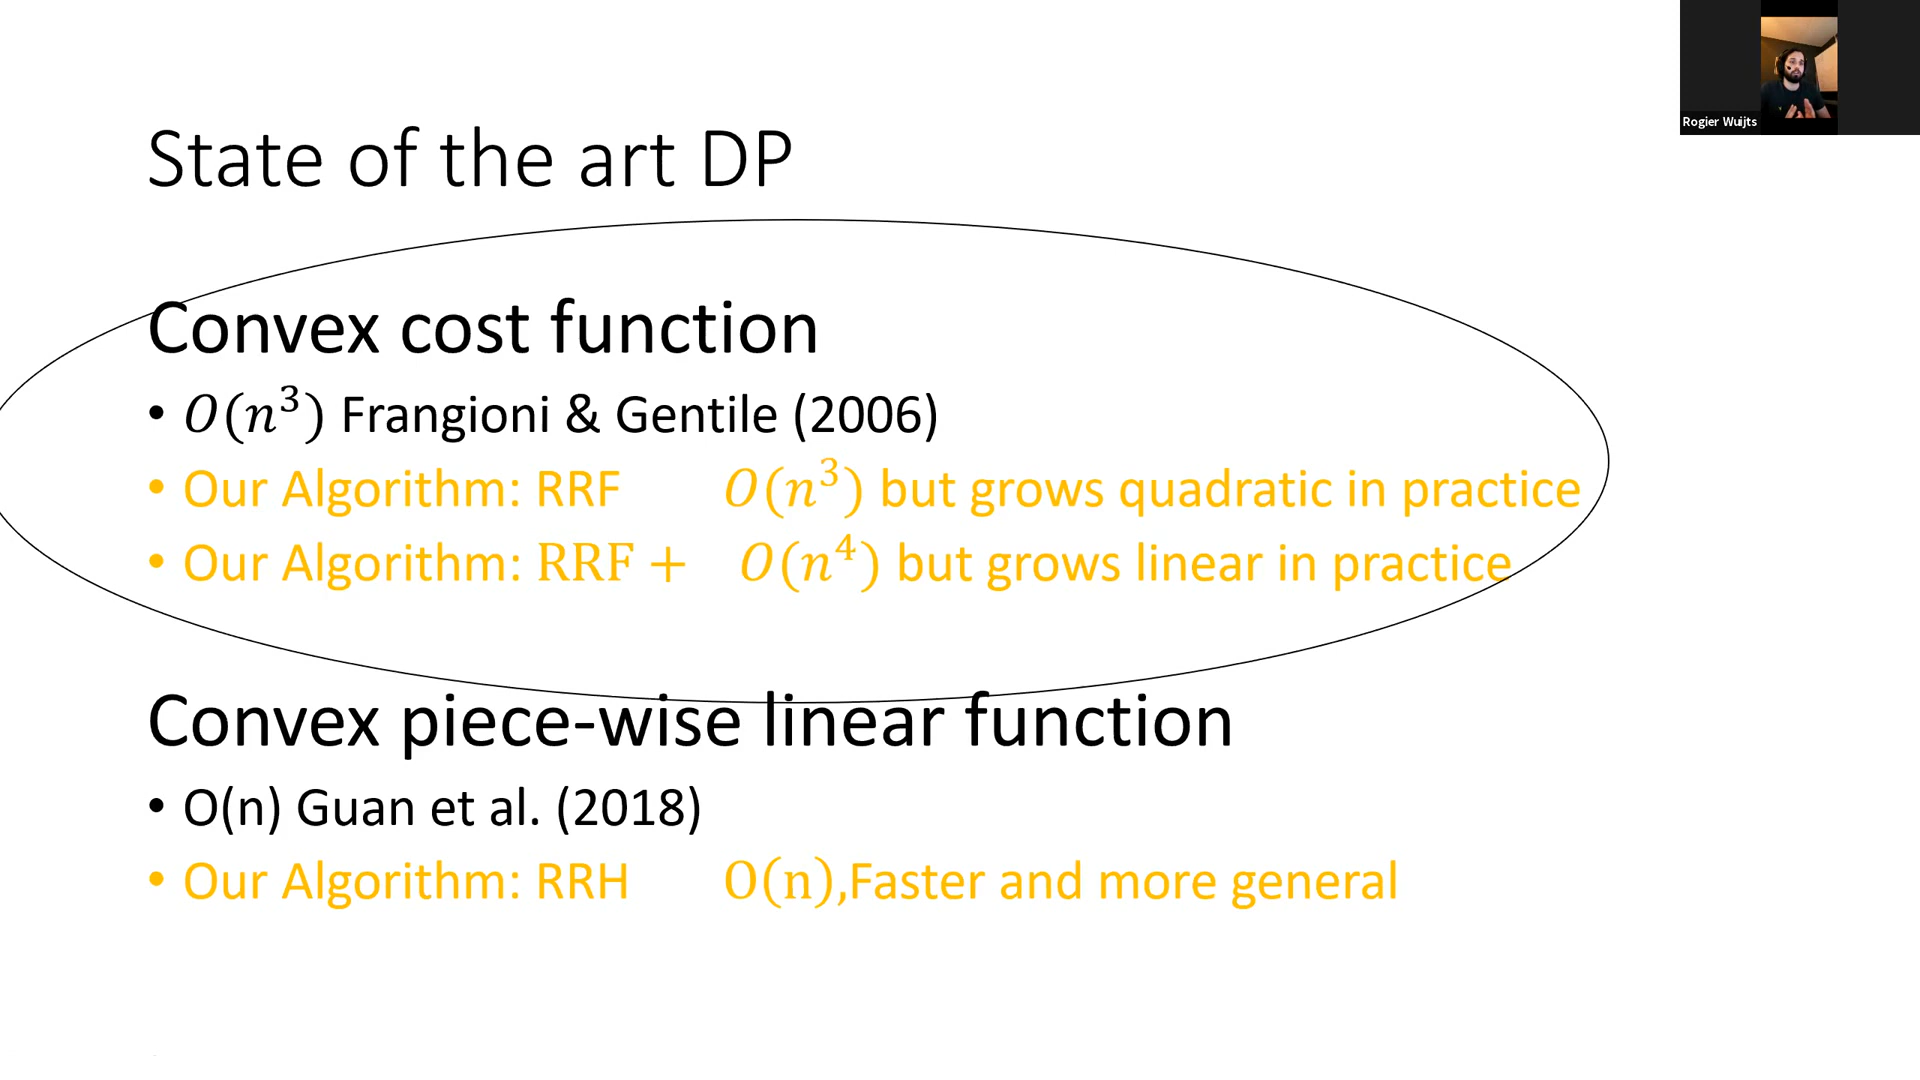 State of the art DP
Rogier Wuijts
Convex cost function
• O(n³) Frangioni & Gentile (2006)
• Our Algorithm: RRF O(n³) but grows quadratic in practice
• Our Algorithm: RRF + O(n⁴) but grows linear in practice
Convex piece-wise linear function
• O(n) Guan et al. (2018)
• Our Algorithm: RRH O(n),Faster and more general